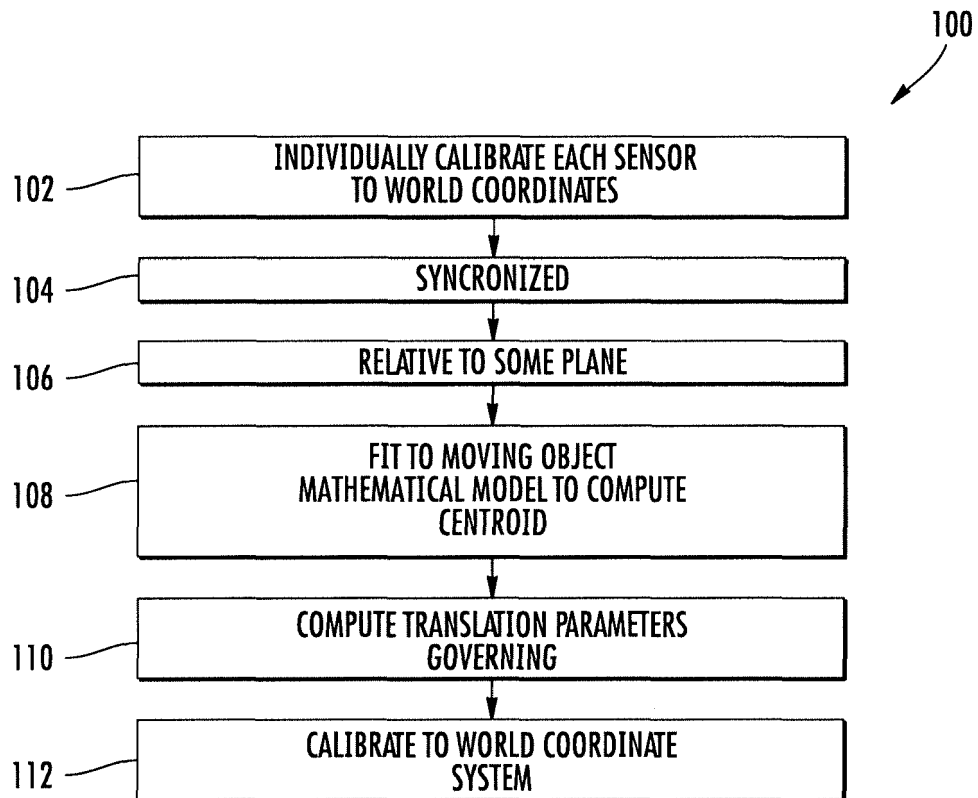 100
102
INDIVIDUALLY CALIBRATE EACH SENSOR
TO WORLD COORDINATES
104
SYNCRONIZED
106
RELATIVE TO SOME PLANE
108
FIT TO MOVING OBJECT
MATHEMATICAL MODEL TO COMPUTE
CENTROID
110
COMPUTE TRANSLATION PARAMETERS
GOVERNING
112
CALIBRATE TO WORLD COORDINATE
SYSTEM